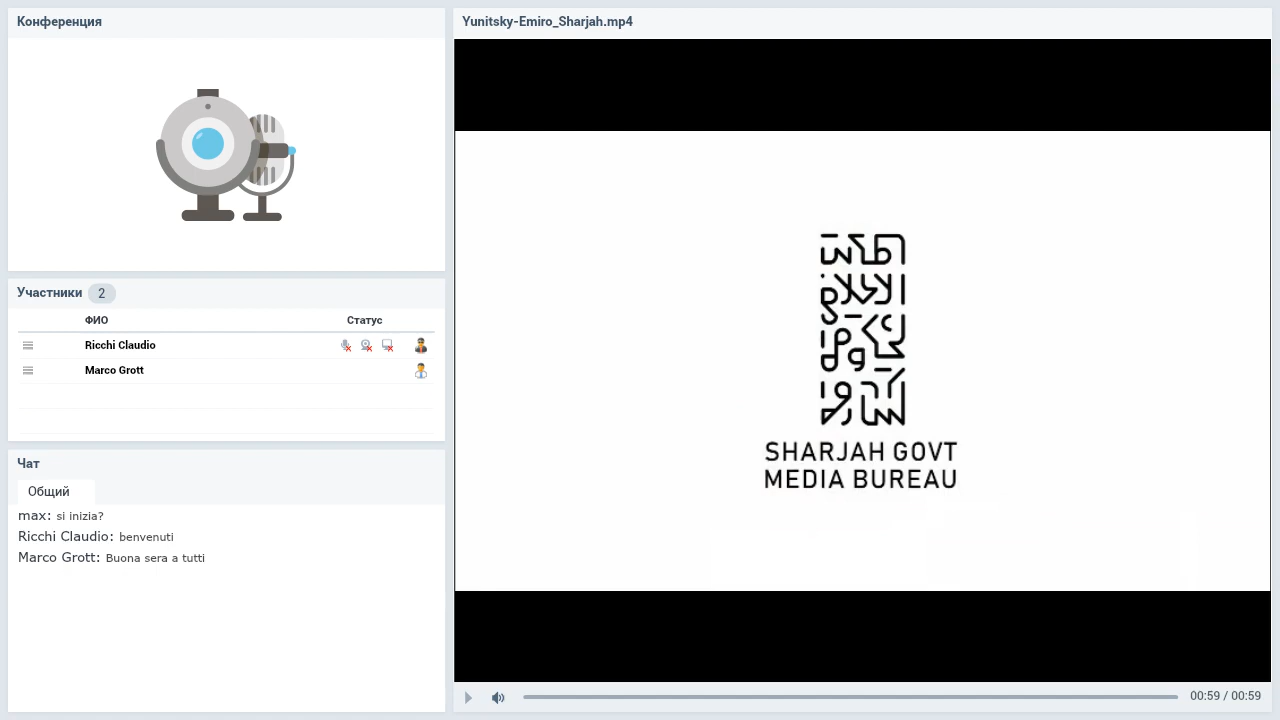 Конференция
Участники 2
ФИО Статус
Ricchi Claudio
Marco Grott
Чат
Общий
max: si inizia?
Ricchi Claudio: benvenuti
Marco Grott: Buona sera a tutti
Yunitsky-Emiro_Sharjah.mp4
SHARJAH GOVT
MEDIA BUREAU
00:59 / 00:59